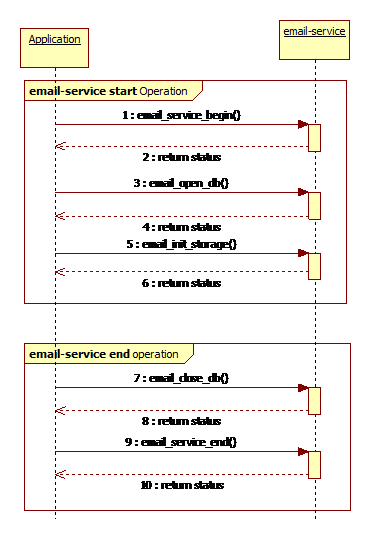 Application
email-service
email-service start Operation
1 : email_service_begin()
2 : return status
3 : email_open_db()
4 : return status
5 : email_init_storage()
6 : return status
email-service end operation
7 : email_close_db()
8 : return status
9 : email_service_end()
10 : return status